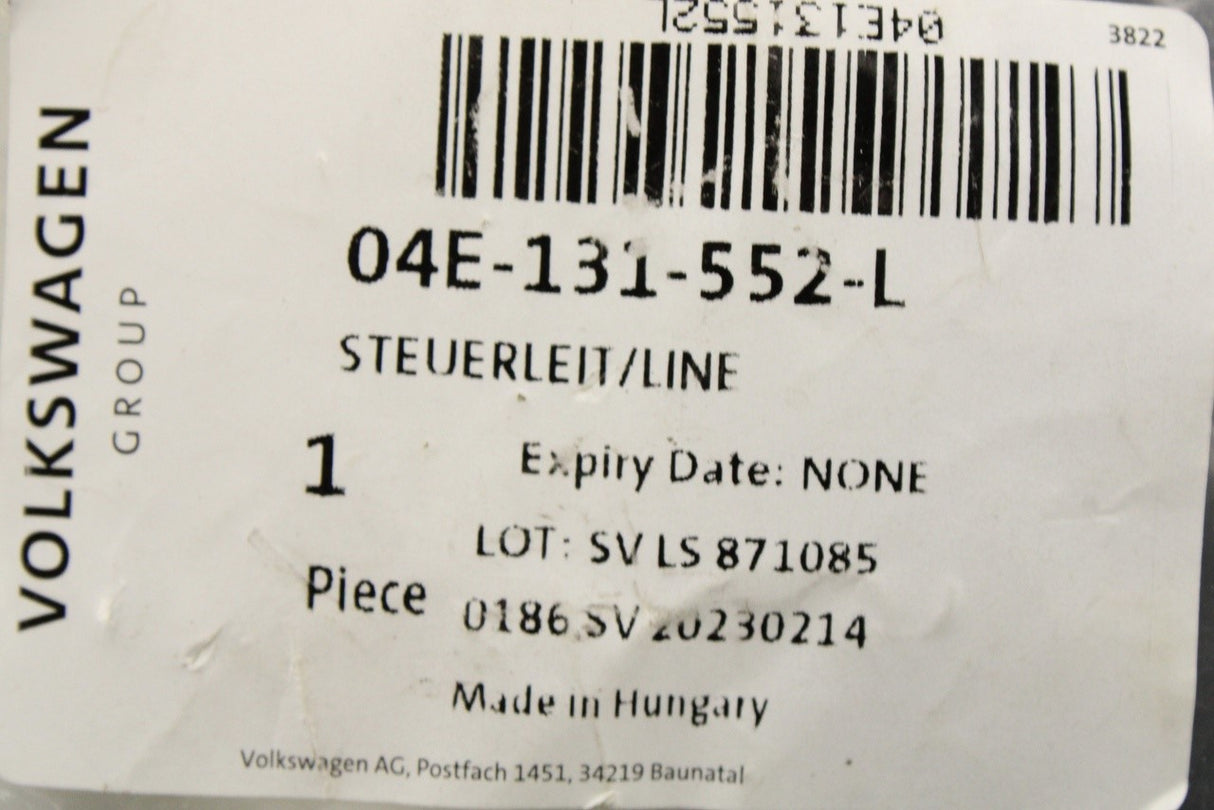 04E131552L
3822
VOLKSWAGEN
GROUP
04E-131-552-L
STEUERLEIT/LINE
1
Piece
Expiry Date: NONE
LOT: SV LS 871085
0186 SV 20230214
Made in Hungary
Volkswagen AG, Postfach 1451, 34219 Baunatal